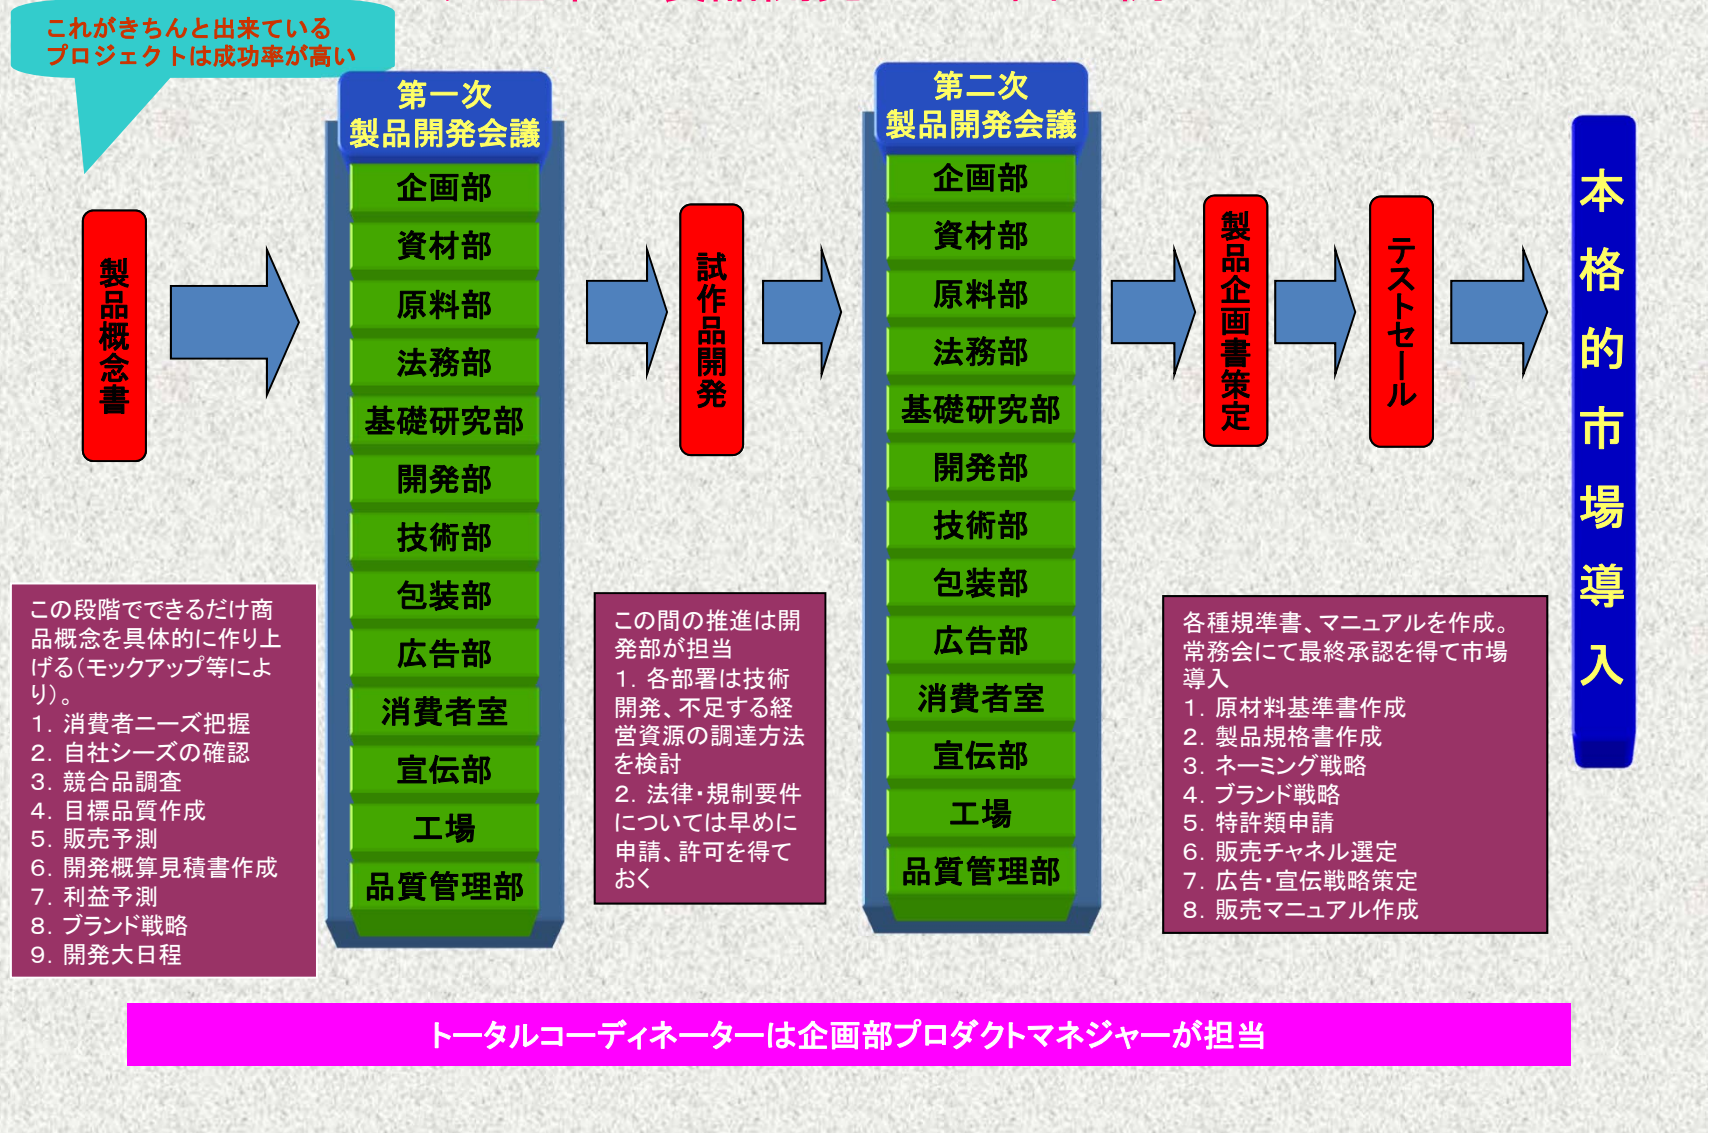 これがきちんと出来ている
プロジェクトは成功率が高い
製品概念書
この段階でできるだけ商
品概念を具体的に作り上
げる(モックアップ等によ
り)。
1. 消費者ニーズ把握
2. 自社シーズの確認
3. 競合品調査
4. 目標品質作成
5. 販売予測
6. 開発概算見積書作成
7. 利益予測
8. ブランド戦略
9. 開発大日程
第一次
製品開発会議
企画部
資材部
原料部
法務部
基礎研究部
開発部
技術部
包装部
広告部
消費者室
宣伝部
工場
品質管理部
試作品開発
この間の推進は開
発部が担当
1. 各部署は技術
開発、不足する経
営資源の調達方法
を検討
2. 法律・規制要件
については早めに
申請、許可を得て
おく
第二次
製品開発会議
企画部
資材部
原料部
法務部
基礎研究部
開発部
技術部
包装部
広告部
消費者室
宣伝部
工場
品質管理部
製品企画書策定
テストセール
各種規準書、マニュアルを作成。
常務会にて最終承認を得て市場
導入
1. 原材料基準書作成
2. 製品規格書作成
3. ネーミング戦略
4. ブランド戦略
5. 特許類申請
6. 販売チャネル選定
7. 広告・宣伝戦略策定
8. 販売マニュアル作成
本格的市場導入
トータルコーディネーターは企画部プロダクトマネジャーが担当